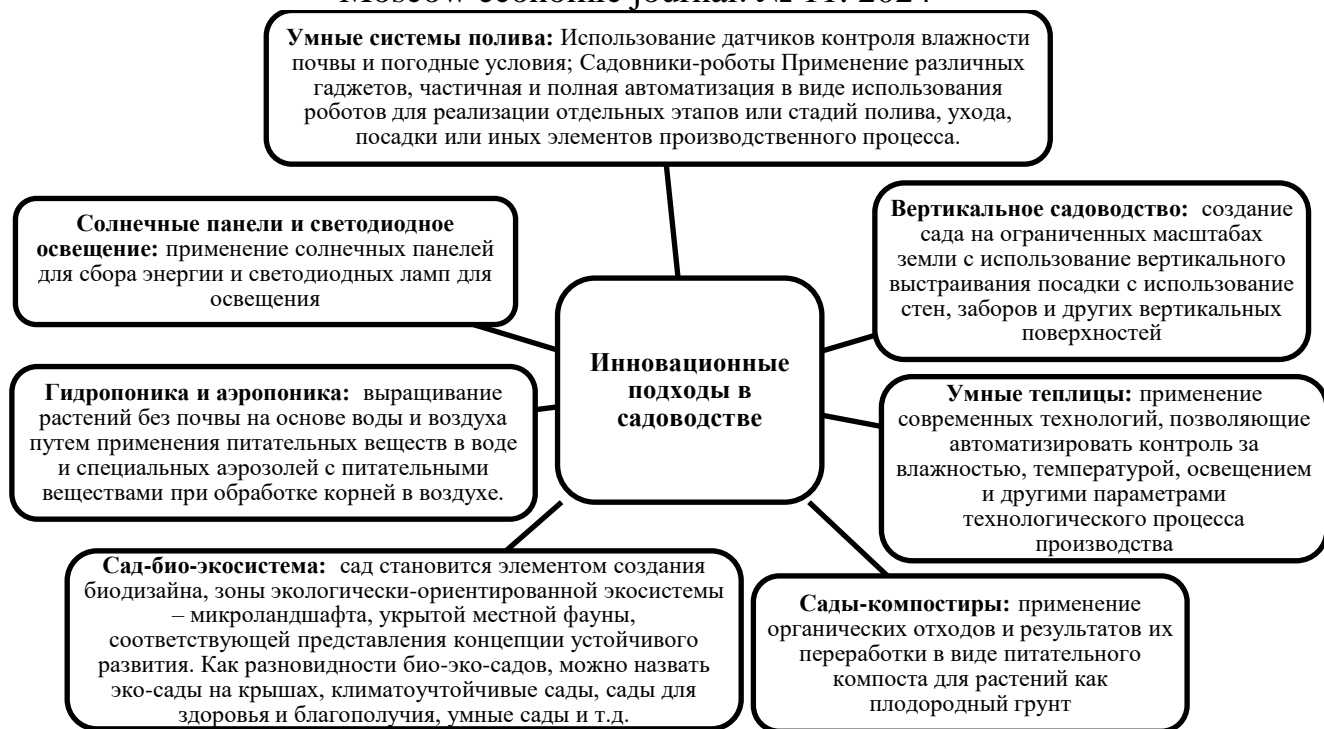 Moscow economic journal. № 11. 2024
Умные системы полива: Использование датчиков контроля влажности
почвы и погодные условия; Садовники-роботы Применение различных
гаджетов, частичная и полная автоматизация в виде использования
роботов для реализации отдельных этапов или стадий полива, ухода,
посадки или иных элементов производственного процесса.
Солнечные панели и светодиодное
освещение: применение солнечных панелей
для сбора энергии и светодиодных ламп для
освещения
Вертикальное садоводство: создание
сада на ограниченных масштабах
земли с использование вертикального
выстраивания посадки с использование
стен, заборов и других вертикальных
поверхностей
Инновационные
подходы в
садоводстве
Гидропоника и аэропоника: выращивание
растений без почвы на основе воды и воздуха
путем применения питательных веществ в воде
и специальных аэрозолей с питательными
веществами при обработке корней в воздухе.
Умные теплицы: применение
современных технологий, позволяющие
автоматизировать контроль за
влажностью, температурой, освещением
и другими параметрами
технологического процесса
производства
Сад-био-экосистема: сад становится элементом создания
биодизайна, зоны экологически-ориентированной экосистемы
– микроландшафта, укрытой местной фауны,
соответствующей представления концепции устойчивого
развития. Как разновидности био-эко-садов, можно назвать
эко-сады на крышах, климатоучтойчивые сады, сады для
здоровья и благополучия, умные сады и т.д.
Сады-компостиры: применение
органических отходов и результатов их
переработки в виде питательного
компоста для растений как
плодородный грунт